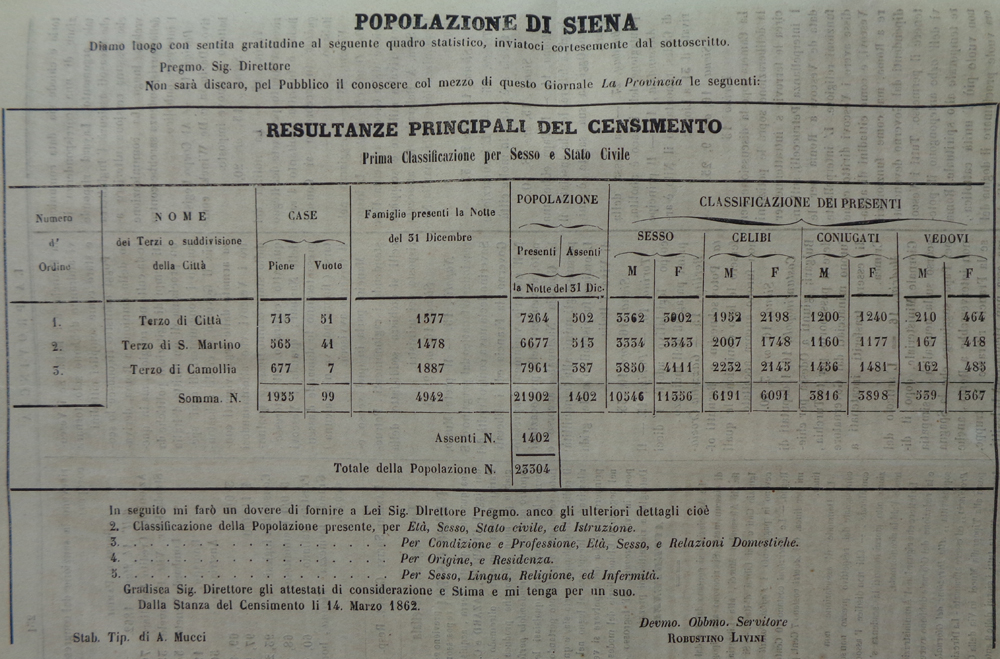 POPOLAZIONE DI SIENA
Diamo luogo con sentita gratitudine al seguente quadro statistico, inviatoci cortesemente dal sottoscritto.
Pregmo. Sig. Direttore
Non sarà discaro, pel Pubblico il conoscere col mezzo di questo Giornale La Provincia le seguenti:
RESULTANZE PRINCIPALI DEL CENSIMENTO
Prima Classificazione per Sesso e Stato Civile
Numero d' Ordine
NOME dei Terzi o suddivisione della Città
CASE
Piene Vuote
Famiglie presenti la Notte del 31 Dicembre
POPOLAZIONE
Presenti Assenti
la Notte del 31 Dic.
CLASSIFICAZIONE DEI PRESENTI
SESSO CELIBI CONIUGATI VEDOVI
M F M F M F M F
1. Terzo di Città 713 51 1577 7264 502 3362 3902 1952 2198 1200 1240 210 464
2. Terzo di S. Martino 565 41 1478 6677 513 3334 3343 2007 1748 1160 1177 167 418
3. Terzo di Camollia 677 7 1887 7961 387 3850 4111 2232 2145 1456 1481 162 485
Somma. N. 1955 99 4942 21902 1402 10546 11356 6191 6091 3816 3898 539 1367
Assenti N. 1402
Totale della Popolazione N. 23304
In seguito mi farò un dovere di fornire a Lei Sig. Direttore Pregmo. anco gli ulteriori dettagli cioè
2. Classificazione della Popolazione presente, per Età, Sesso, Stato civile, ed Istruzione.
3. . . . . . . . . . . . . . . . . . . Per Condizione e Professione, Età, Sesso, e Relazioni Domestiche.
4. . . . . . . . . . . . . . . . . . . Per Origine, e Residenza.
5. . . . . . . . . . . . . . . . . . . Per Sesso, Lingua, Religione, ed Infermità.
Gradisca Sig. Direttore gli attestati di considerazione e Stima e mi tenga per un suo.
Dalla Stanza del Censimento li 14. Marzo 1862.
Devmo. Obbmo. Servitore
Stab. Tip. di A. Mucci ROBUSTINO LIVINI